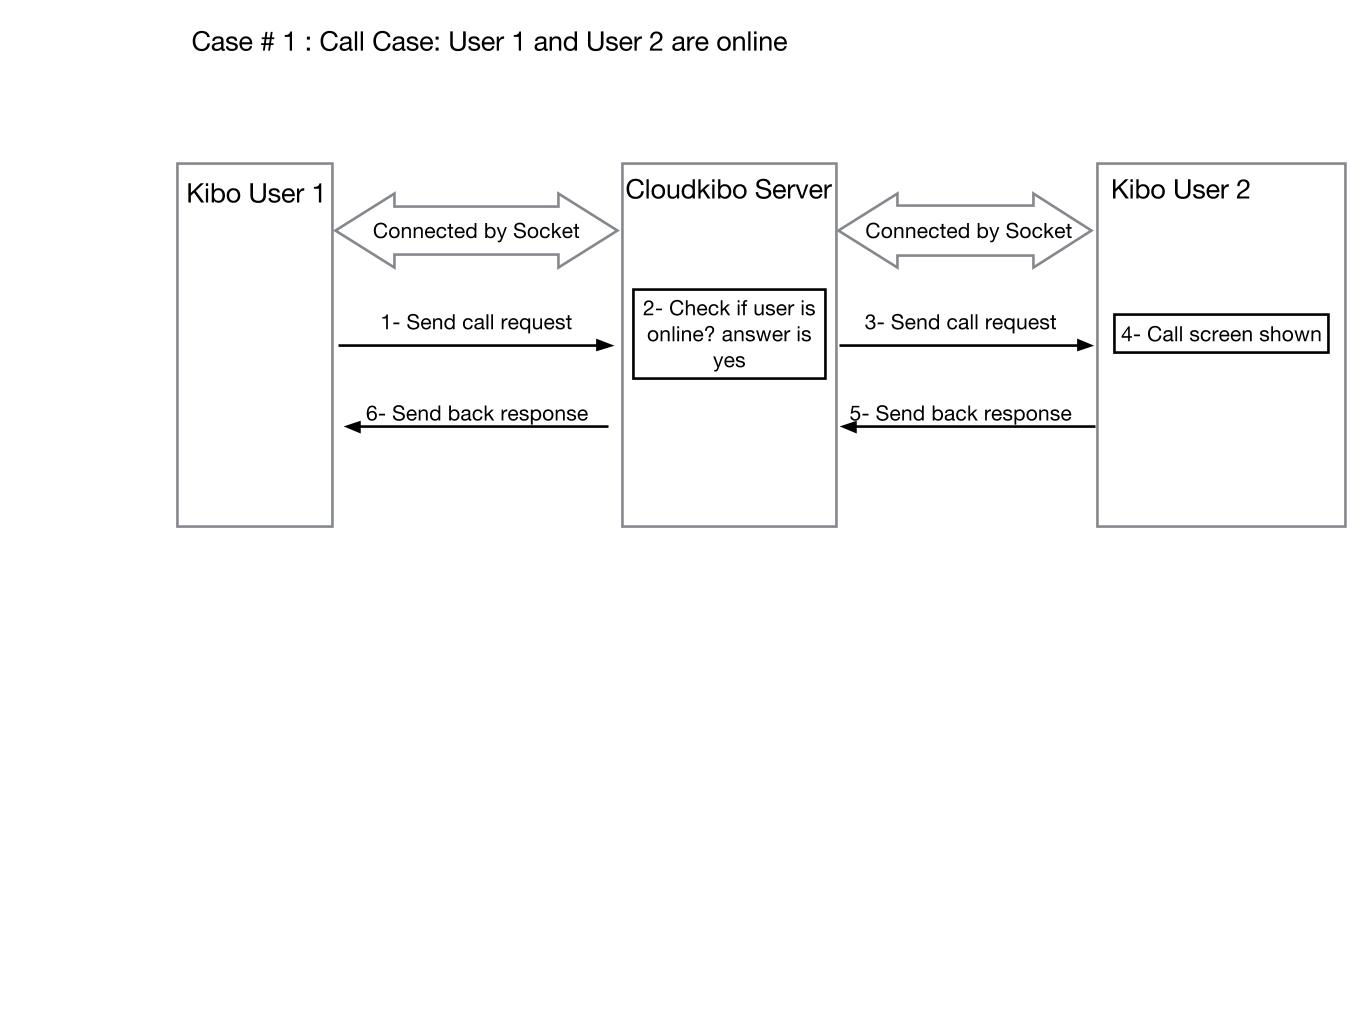 Case # 1 : Call Case: User 1 and User 2 are online
Kibo User 1
Connected by Socket
Cloudkibo Server
Connected by Socket
Kibo User 2
1- Send call request
2- Check if user is
online? answer is
yes
3- Send call request
4- Call screen shown
6- Send back response
5- Send back response